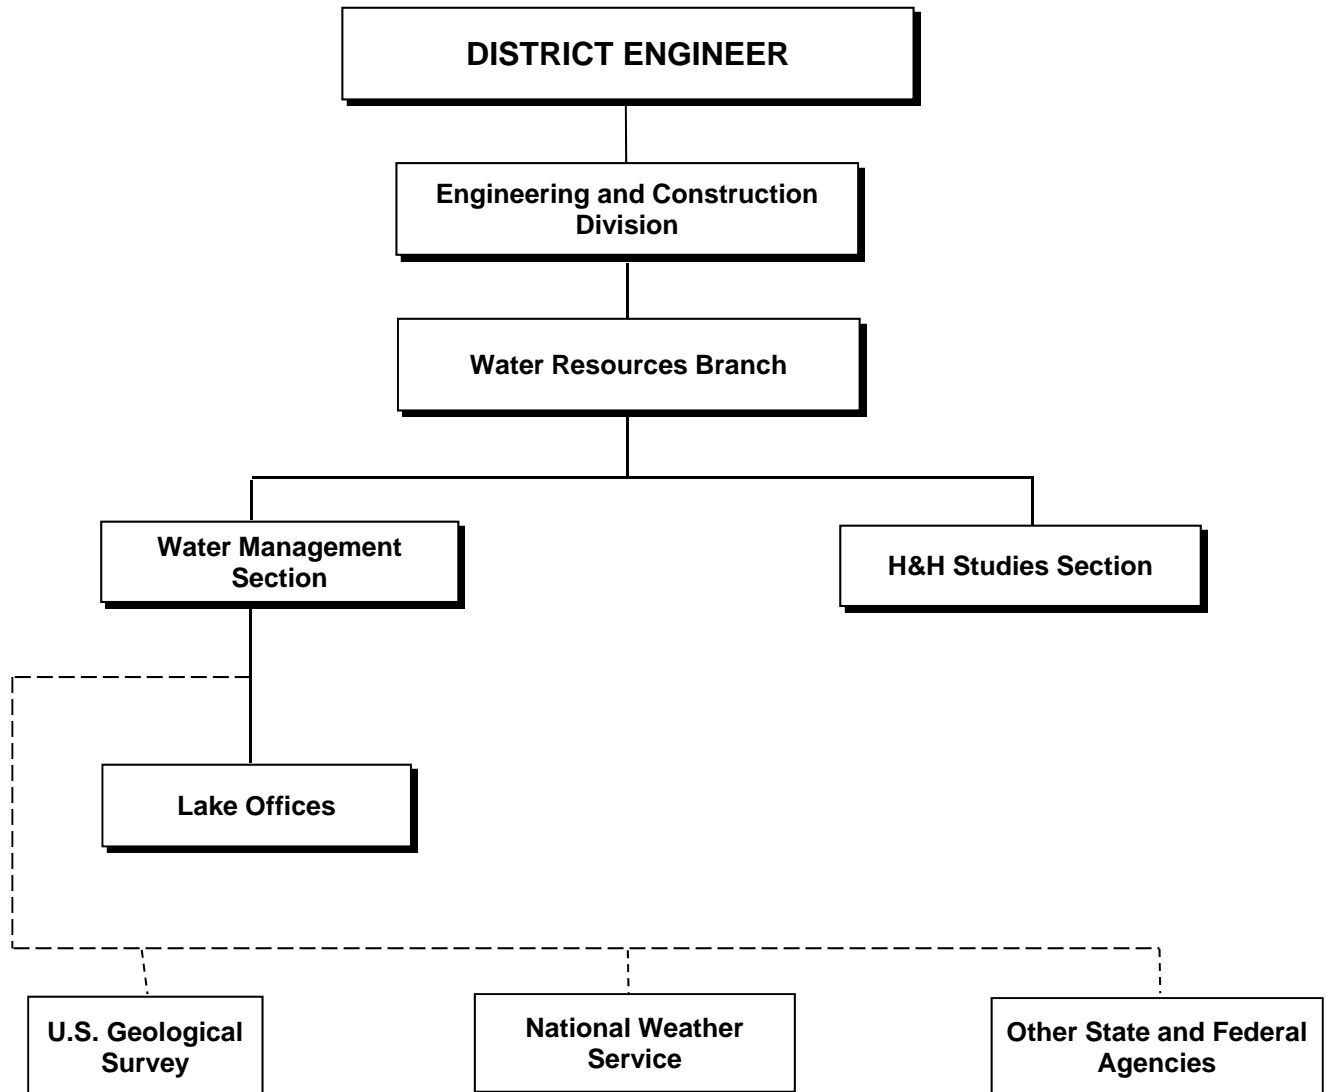 DISTRICT ENGINEER
Engineering and Construction
Division
Water Resources Branch
Water Management
Section
H&H Studies Section
Lake Offices
U.S. Geological
Survey
National Weather
Service
Other State and Federal
Agencies